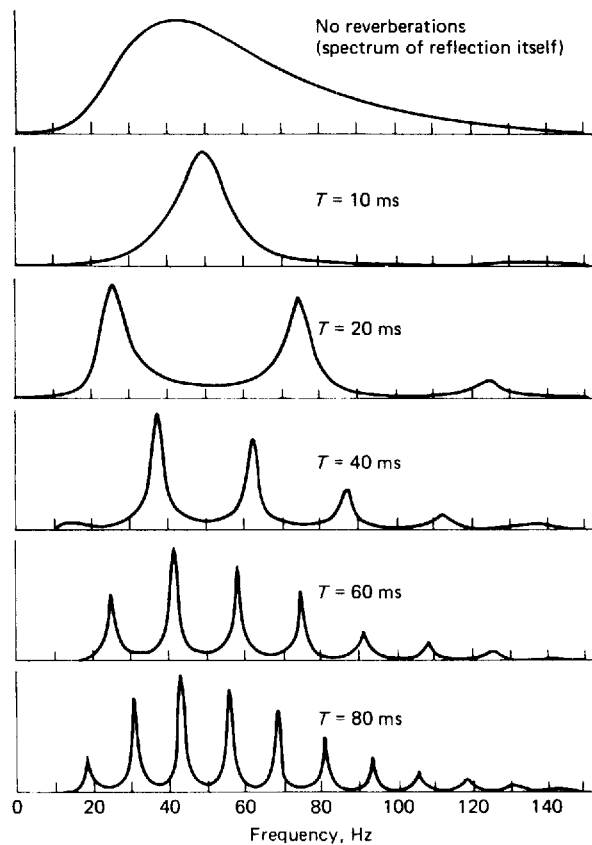 No reverberations
(spectrum of reflection itself)
T = 10 ms
T = 20 ms
T = 40 ms
T = 60 ms
T = 80 ms
0 20 40 60 80 100 120 140
Frequency, Hz